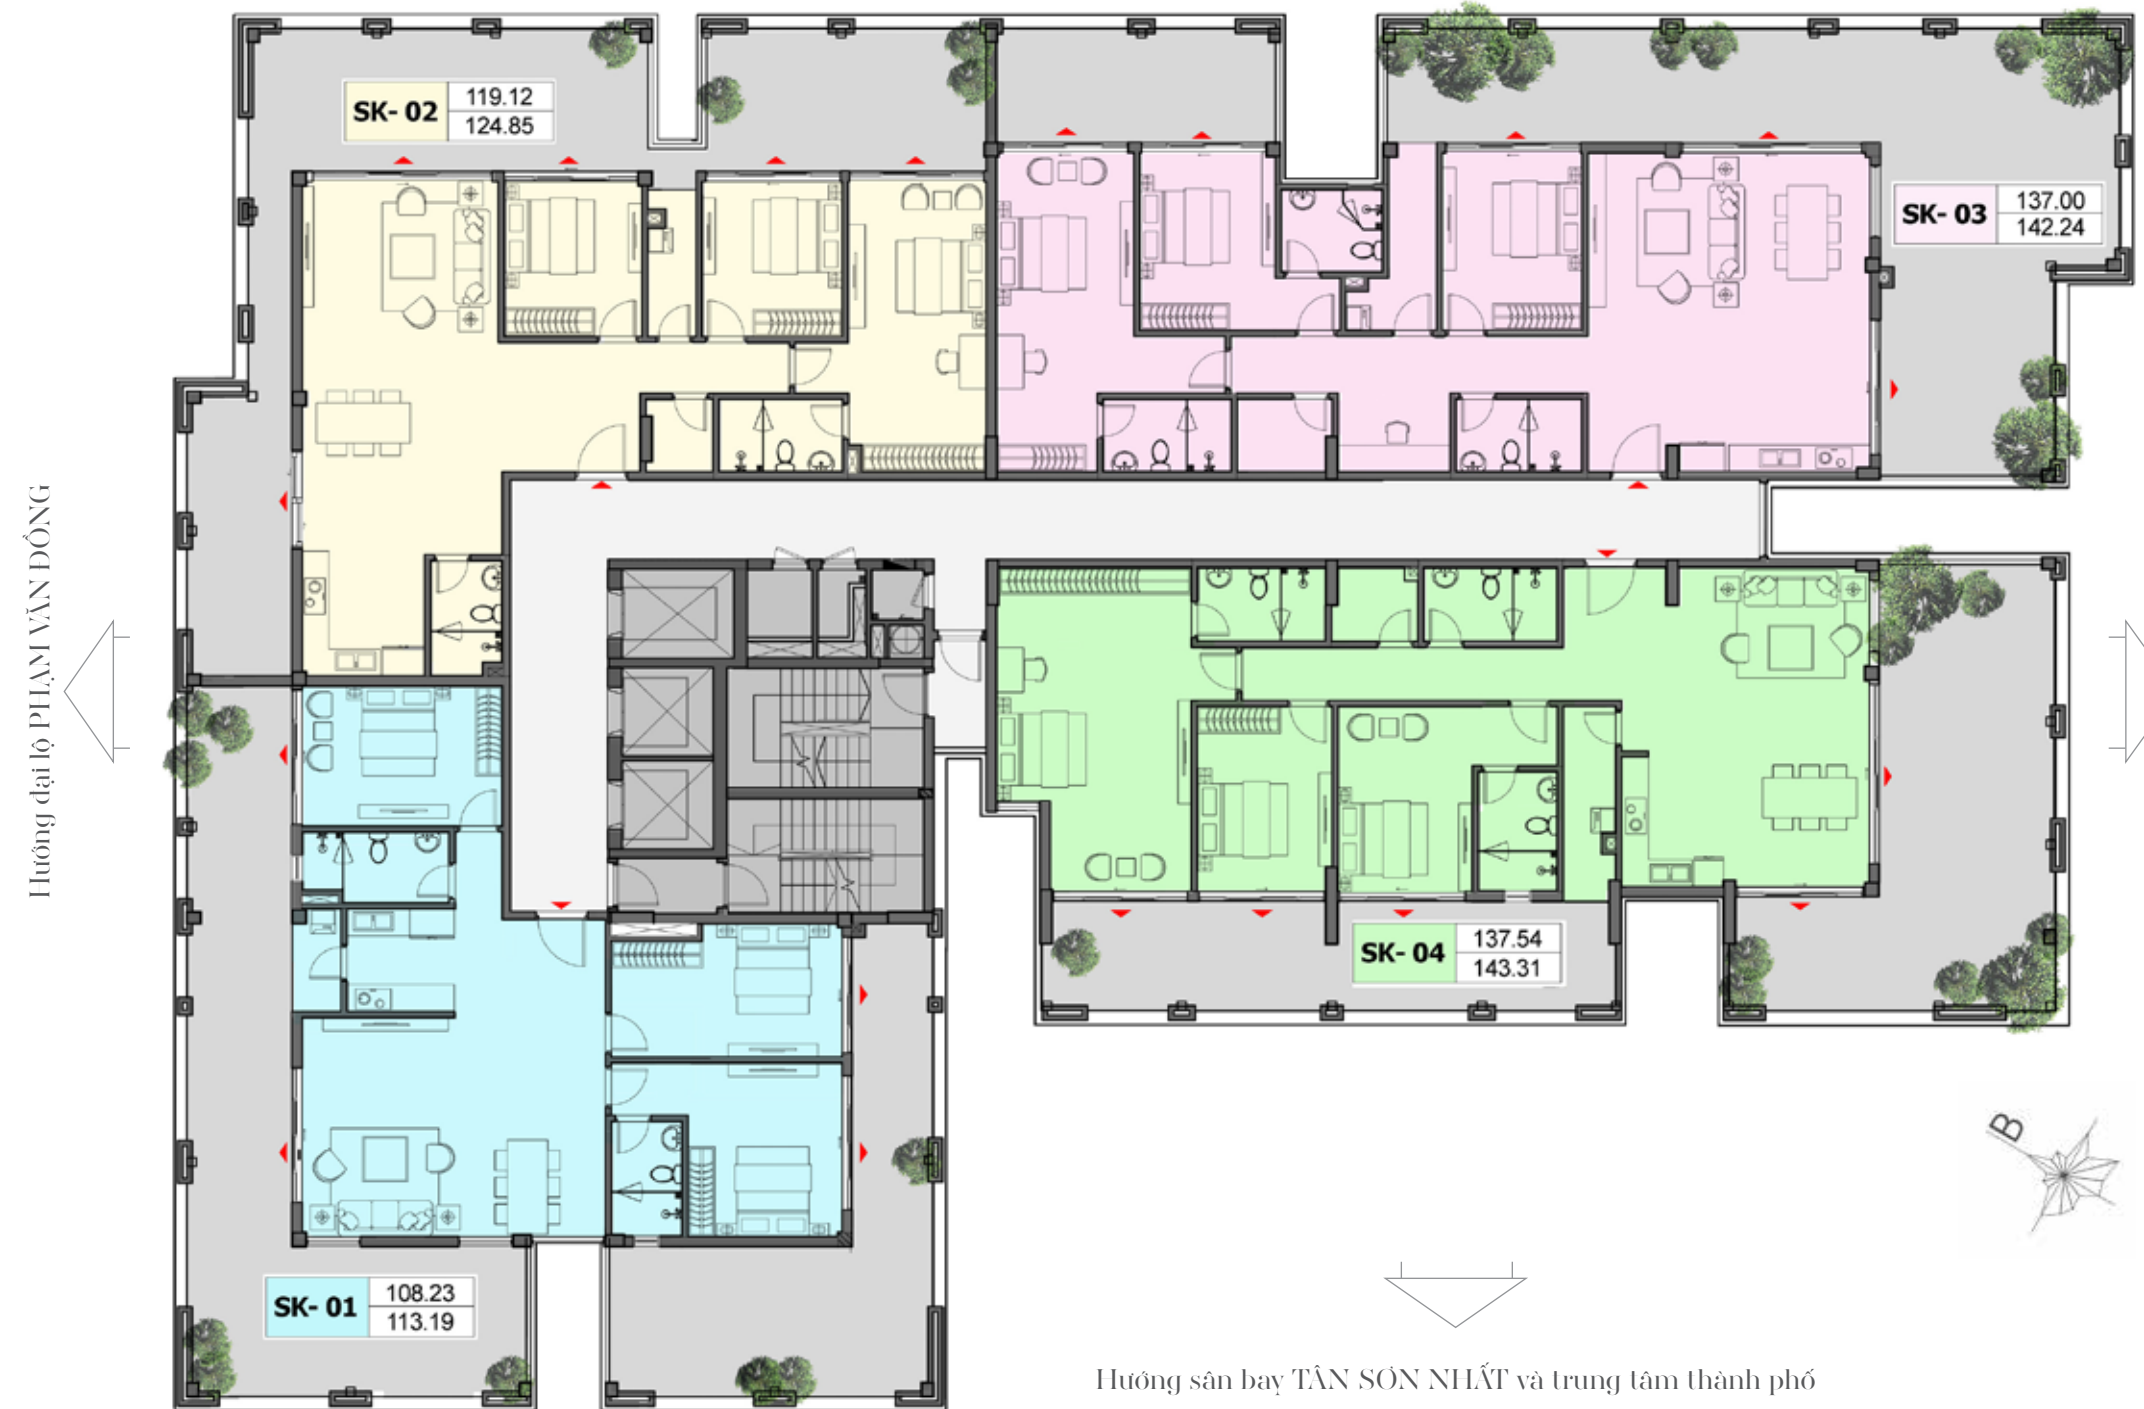 SK- 02
119.12
124.85
SK- 03
137.00
142.24
Hướng đại lộ PHẠM VĂN ĐỒNG
SK- 04
137.54
143.31
B
SK- 01
108.23
113.19
Hướng sân bay TÂN SƠN NHẤT và trung tâm thành phố